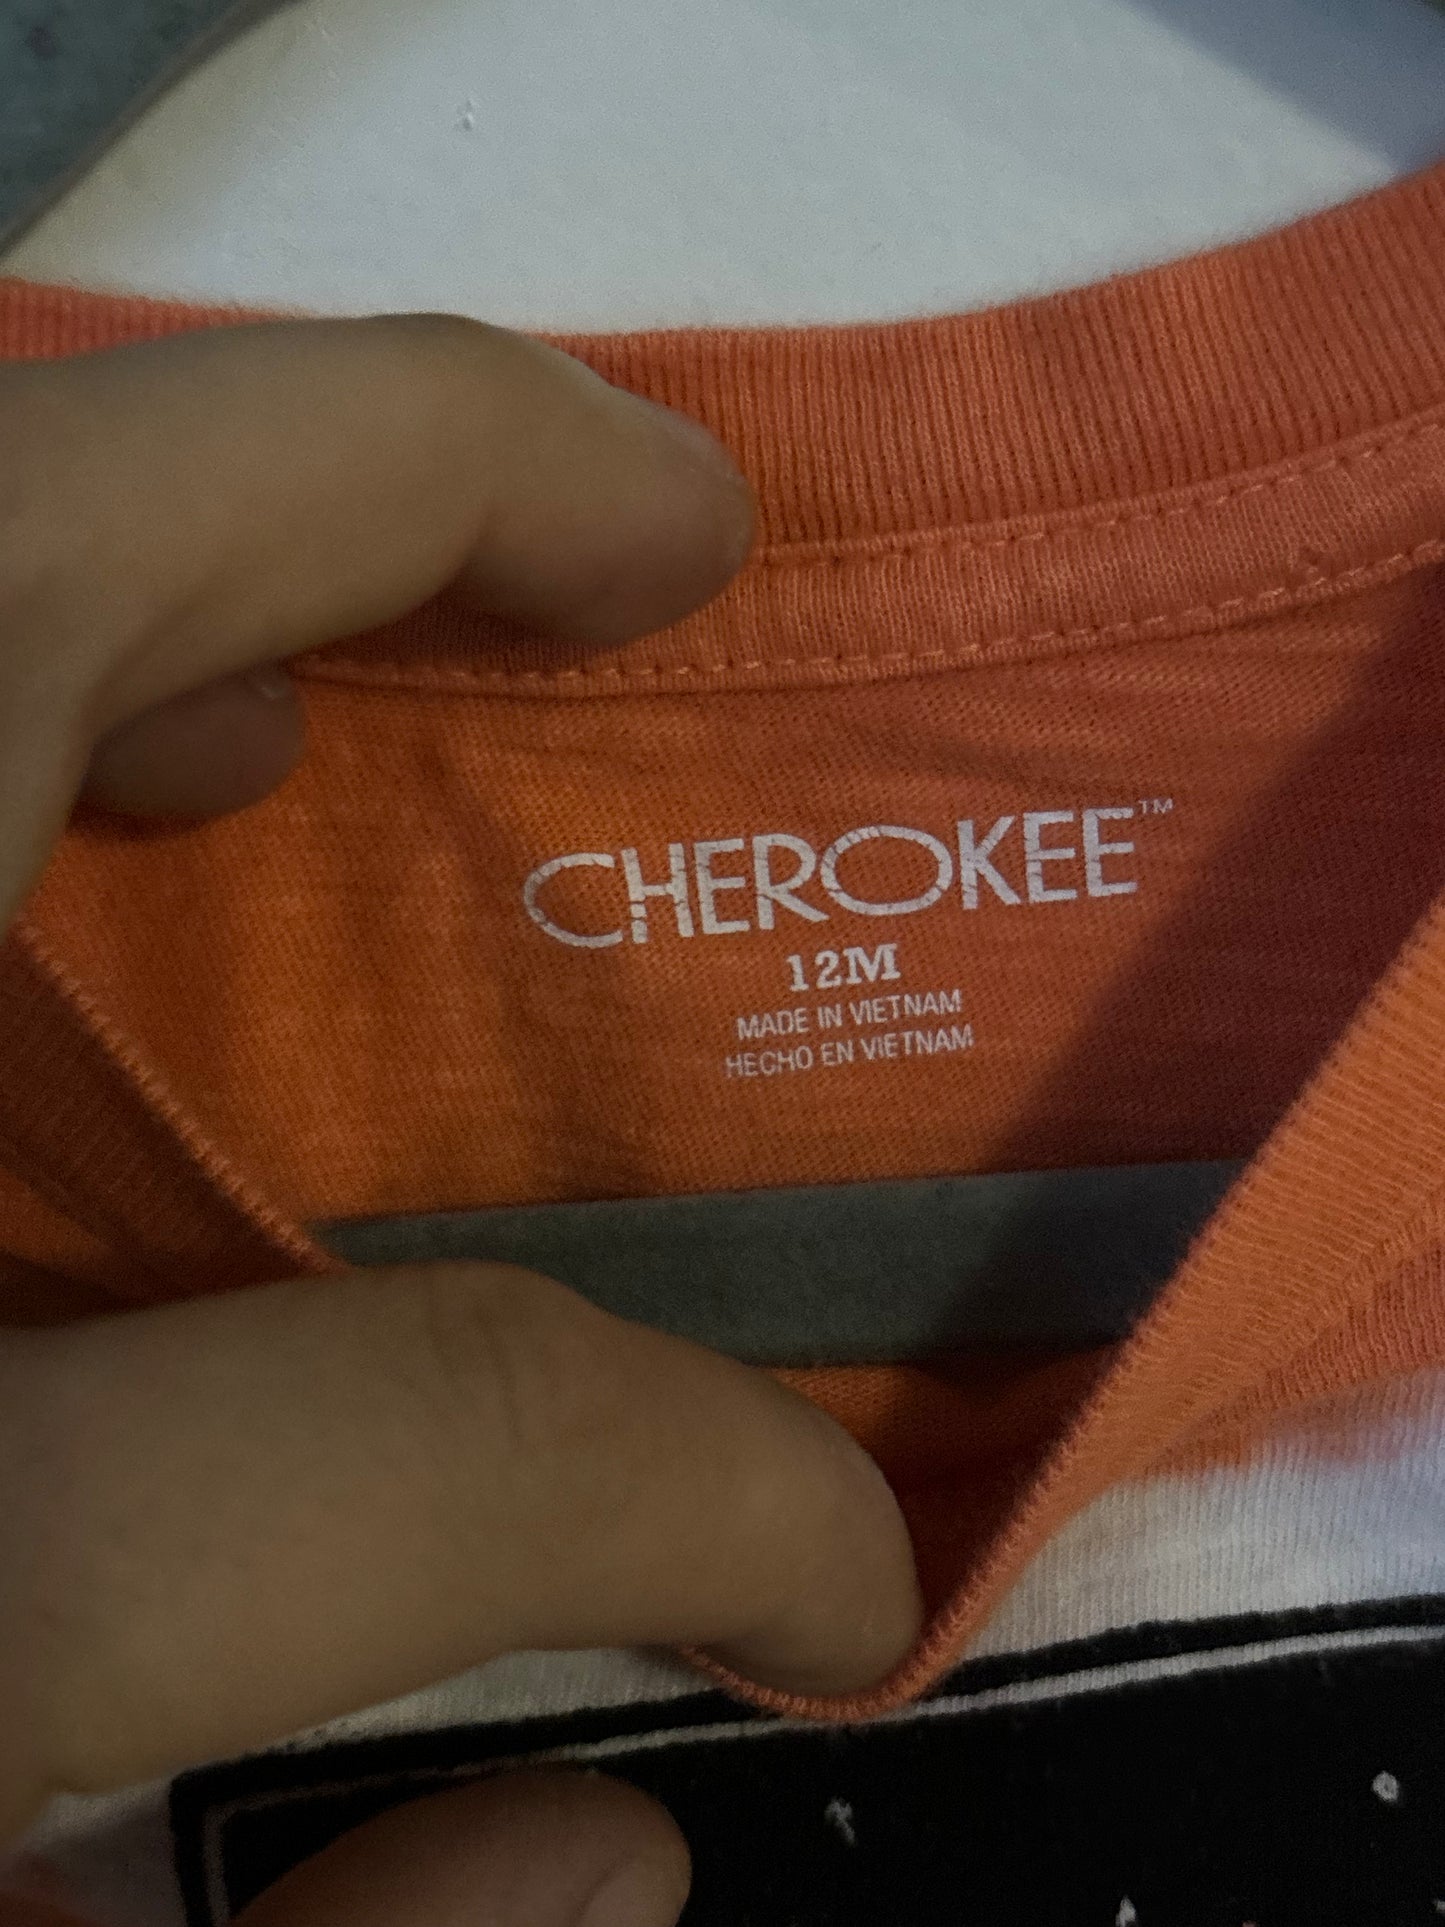 CHEROKEE™
12M
MADE IN VIETNAM
HECHO EN VIETNAM